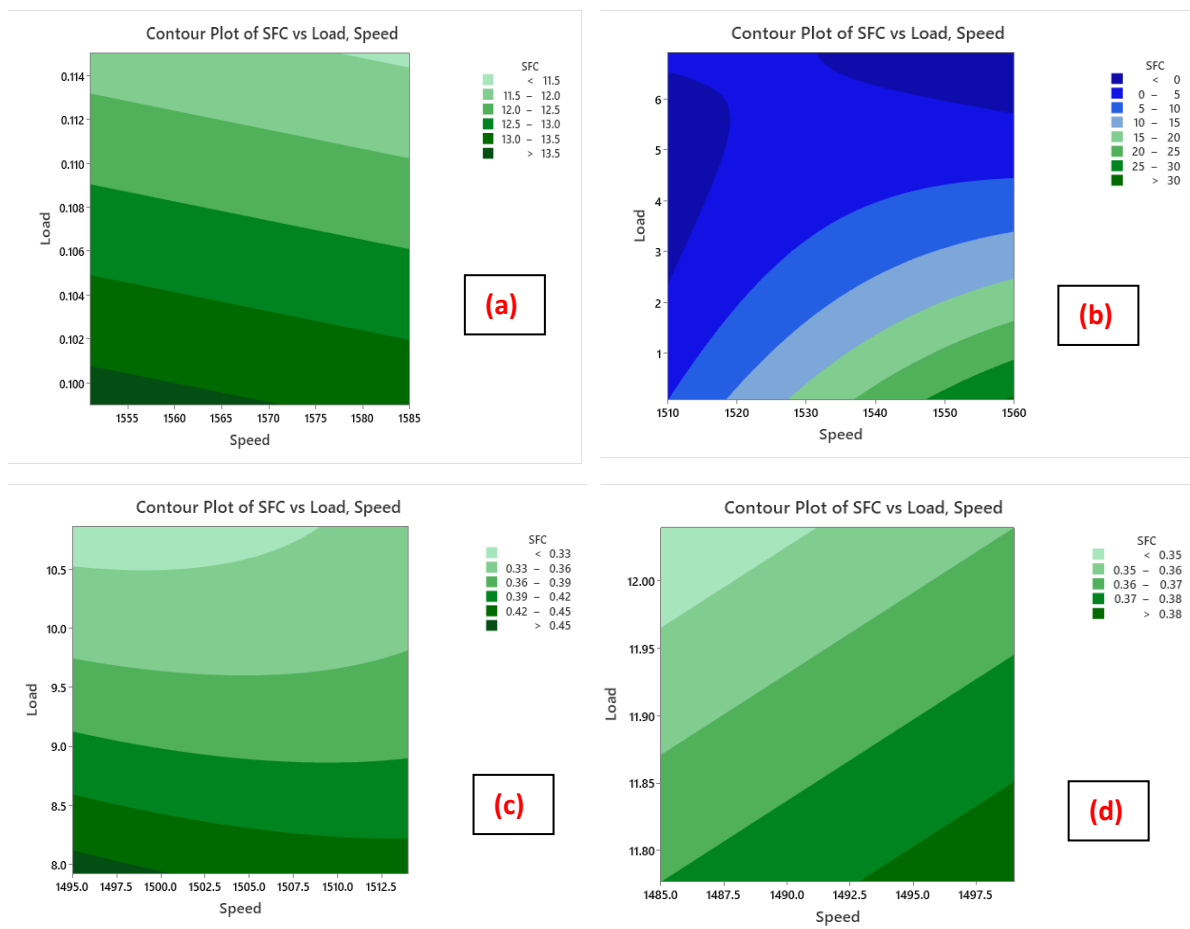 Contour Plot of SFC vs Load, Speed
SFC
< 11.5
11.5 – 12.0
12.0 – 12.5
12.5 – 13.0
13.0 – 13.5
> 13.5
0.114
0.112
0.110
0.108
0.106
0.104
0.102
0.100
Load
1555 1560 1565 1570 1575 1580 1585
Speed
(a)
Contour Plot of SFC vs Load, Speed
SFC
< 0
0 – 5
5 – 10
10 – 15
15 – 20
20 – 25
25 – 30
> 30
6
5
4
3
2
1
Load
1510 1520 1530 1540 1550 1560
Speed
(b)
Contour Plot of SFC vs Load, Speed
SFC
< 0.33
0.33 – 0.36
0.36 – 0.39
0.39 – 0.42
0.42 – 0.45
> 0.45
10.5
10.0
9.5
9.0
8.5
8.0
Load
1495.0 1497.5 1500.0 1502.5 1505.0 1507.5 1510.0 1512.5
Speed
(c)
Contour Plot of SFC vs Load, Speed
SFC
< 0.35
0.35 – 0.36
0.36 – 0.37
0.37 – 0.38
> 0.38
12.00
11.95
11.90
11.85
11.80
Load
1485.0 1487.5 1490.0 1492.5 1495.0 1497.5
Speed
(d)